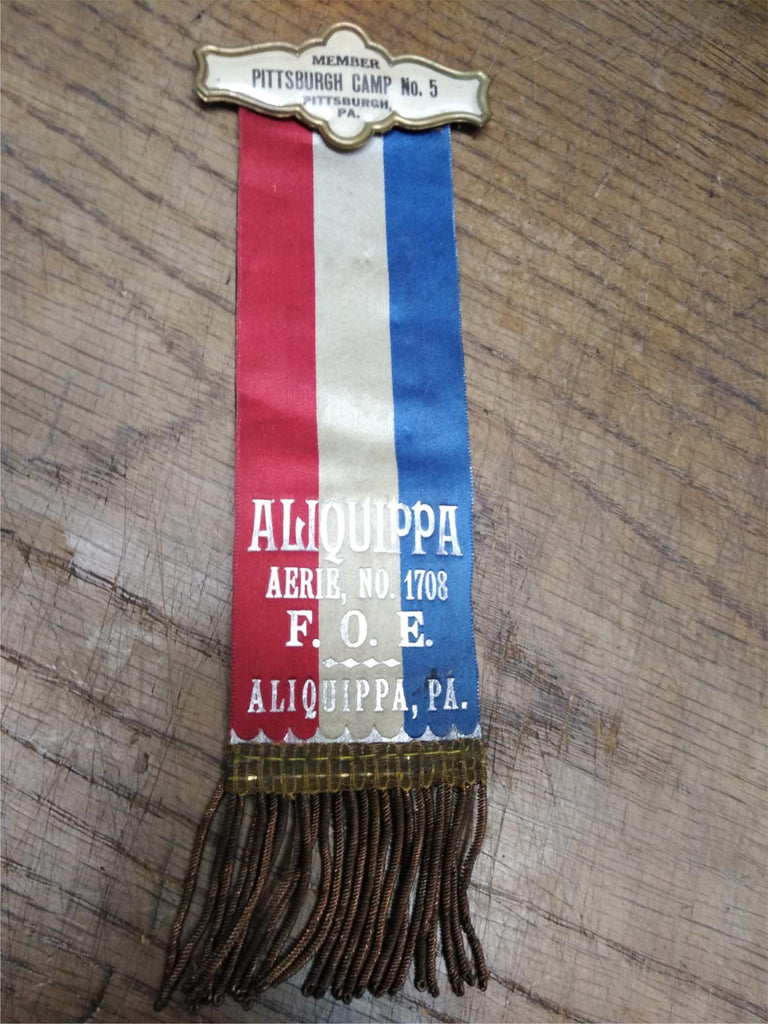 MEMBER
PITTSBURGH CAMP No. 5
PITTSBURGH,
PA.
ALIQUIPPA
AERIE, NO. 1708
F. O. E.
ALIQUIPPA, PA.